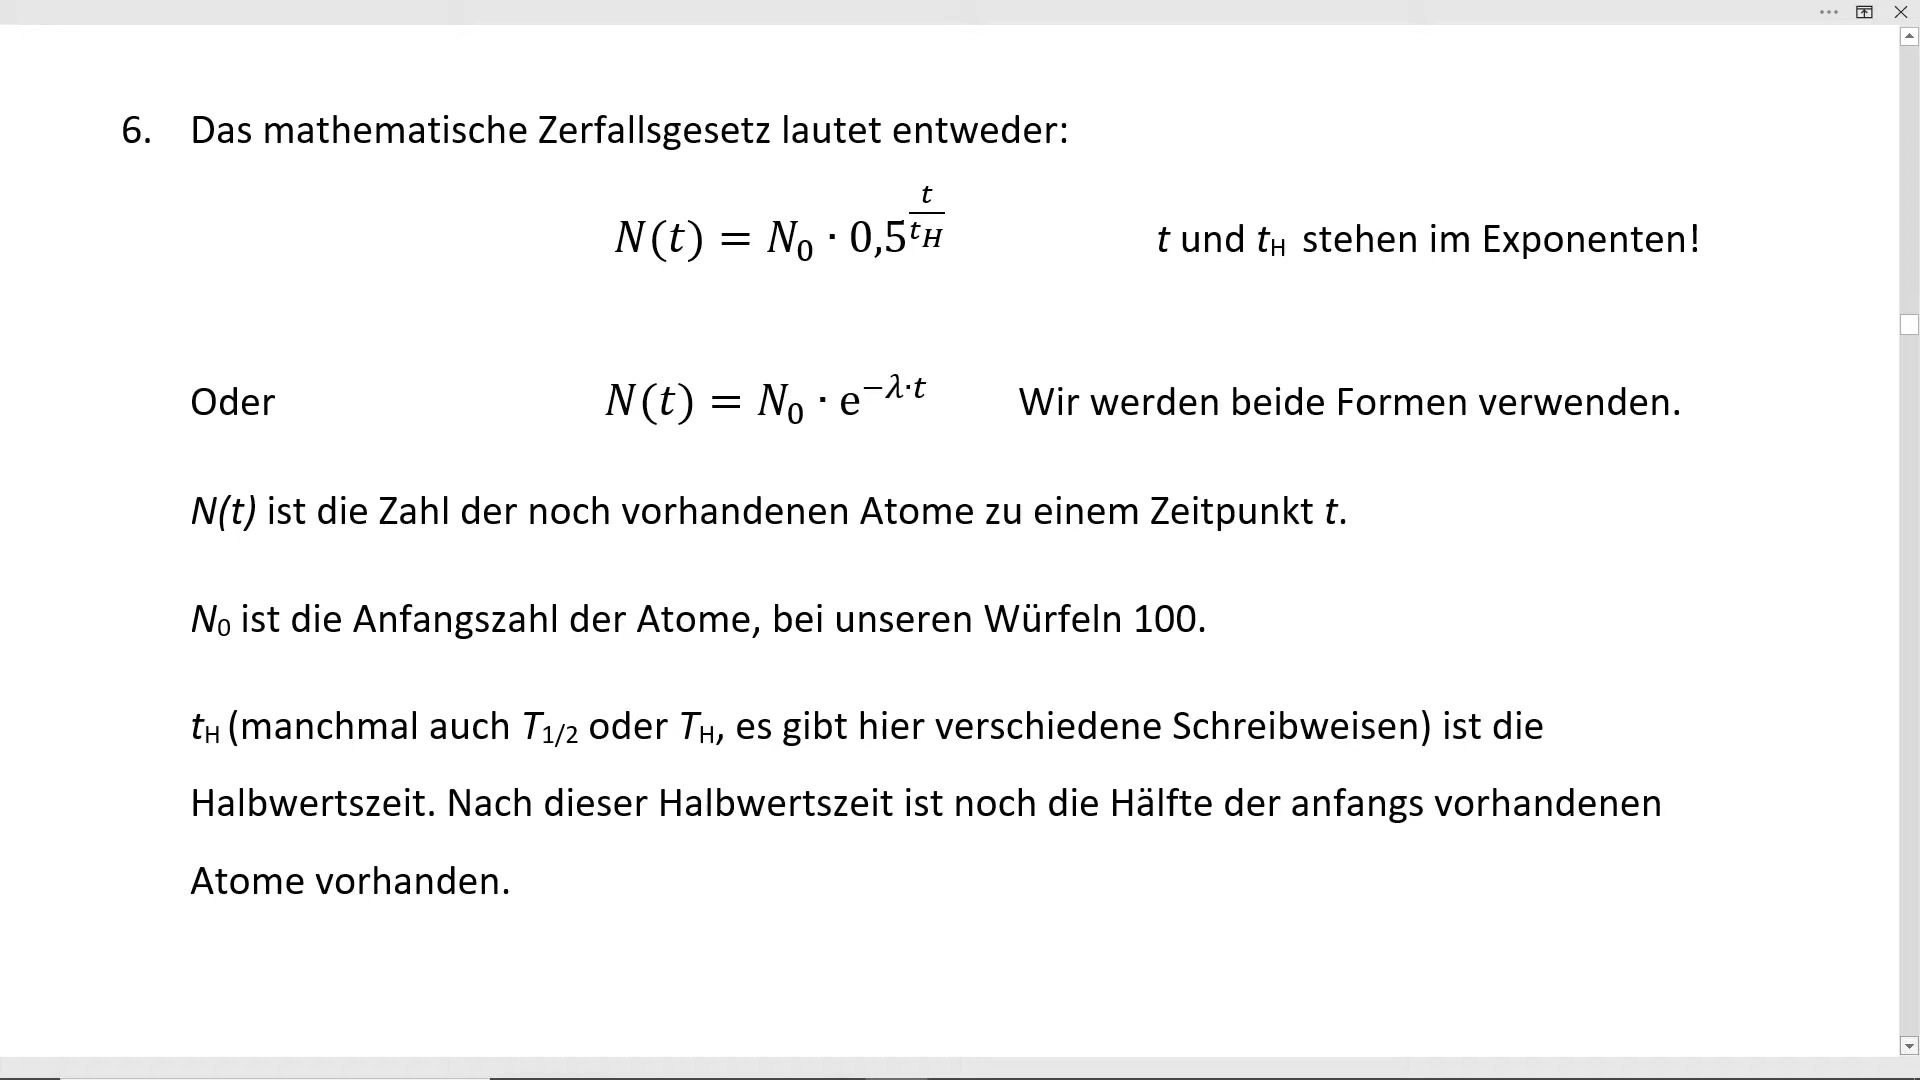 6. Das mathematische Zerfallsgesetz lautet entweder:
N(t) = N₀ · 0,5^(t/t_H) t und t_H stehen im Exponenten!
Oder N(t) = N₀ · e^(−λ·t) Wir werden beide Formen verwenden.
N(t) ist die Zahl der noch vorhandenen Atome zu einem Zeitpunkt t.
N₀ ist die Anfangszahl der Atome, bei unseren Würfeln 100.
t_H (manchmal auch T_1/2 oder T_H, es gibt hier verschiedene Schreibweisen) ist die
Halbwertszeit. Nach dieser Halbwertszeit ist noch die Hälfte der anfangs vorhandenen
Atome vorhanden.